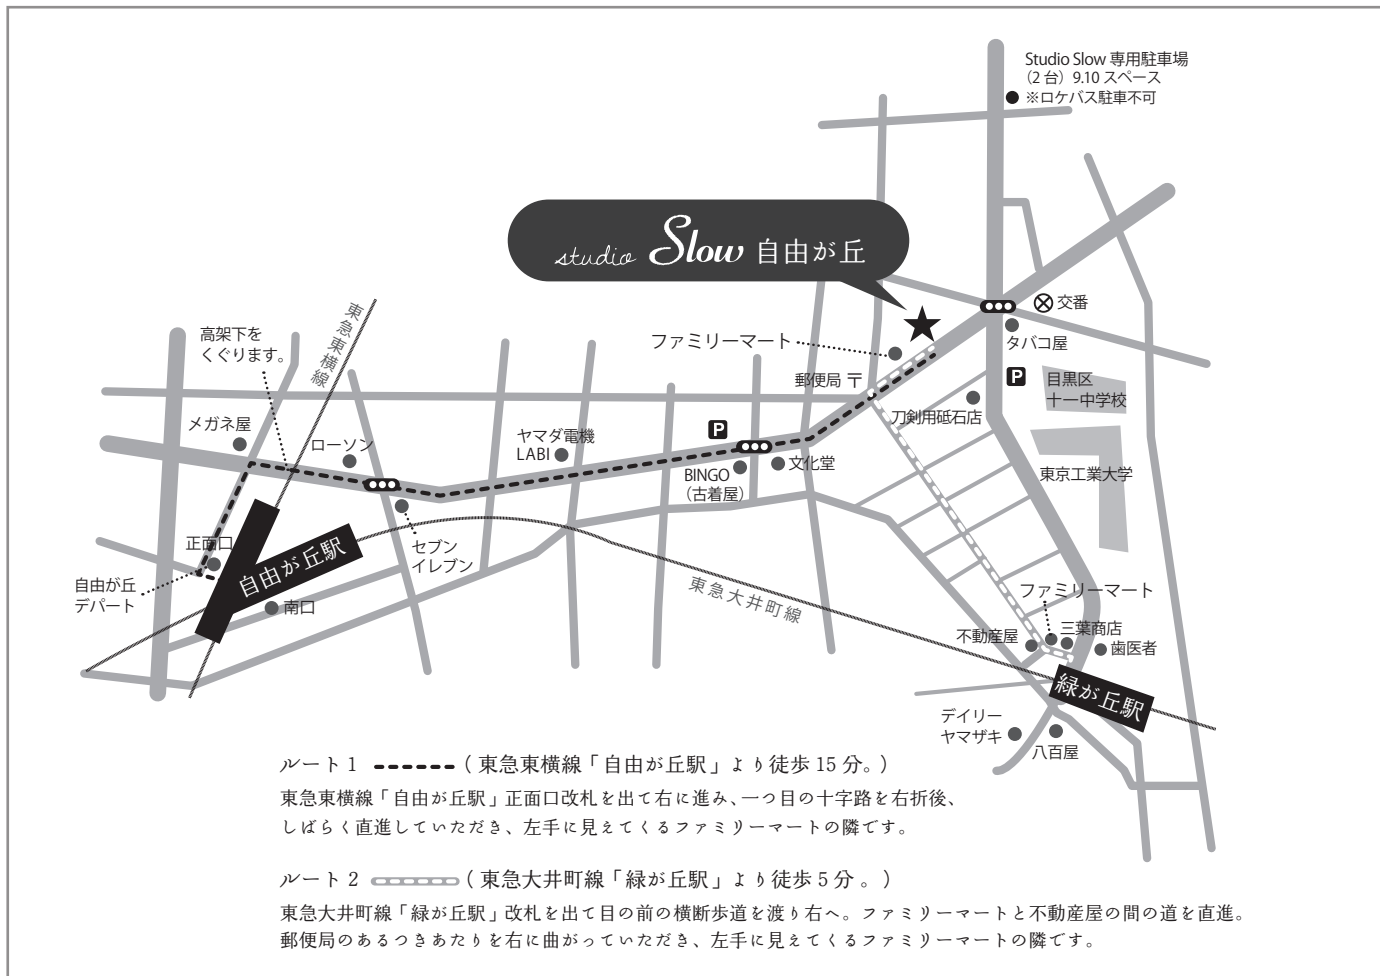 Studio Slow 専用駐車場
（2 台）9.10 スペース
※ロケバス駐車不可
studio Slow 自由が丘
交番
タバコ屋
P
目黒区
十一中学校
東京工業大学
ファミリーマート
郵便局 〒
刀剣用砥石店
東急東横線
高架下を
くぐります。
メガネ屋
ローソン
ヤマダ電機
LABI
P
BINGO
（古着屋）
文化堂
セブン
イレブン
正面口
自由が丘駅
自由が丘
デパート
南口
東急大井町線
ファミリーマート
三葉商店
不動産屋
歯医者
緑が丘駅
デイリー
ヤマザキ
八百屋
ルート 1 （ 東急東横線「自由が丘駅」より徒歩 15 分。）
東急東横線「自由が丘駅」正面口改札を出て右に進み、一つ目の十字路を右折後、
しばらく直進していただき、左手に見えてくるファミリーマートの隣です。
ルート 2 （ 東急大井町線「緑が丘駅」より徒歩 5 分 。）
東急大井町線「緑が丘駅」改札を出て目の前の横断歩道を渡り右へ。ファミリーマートと不動産屋の間の道を直進。
郵便局のあるつきあたりを右に曲がっていただき、左手に見えてくるファミリーマートの隣です。